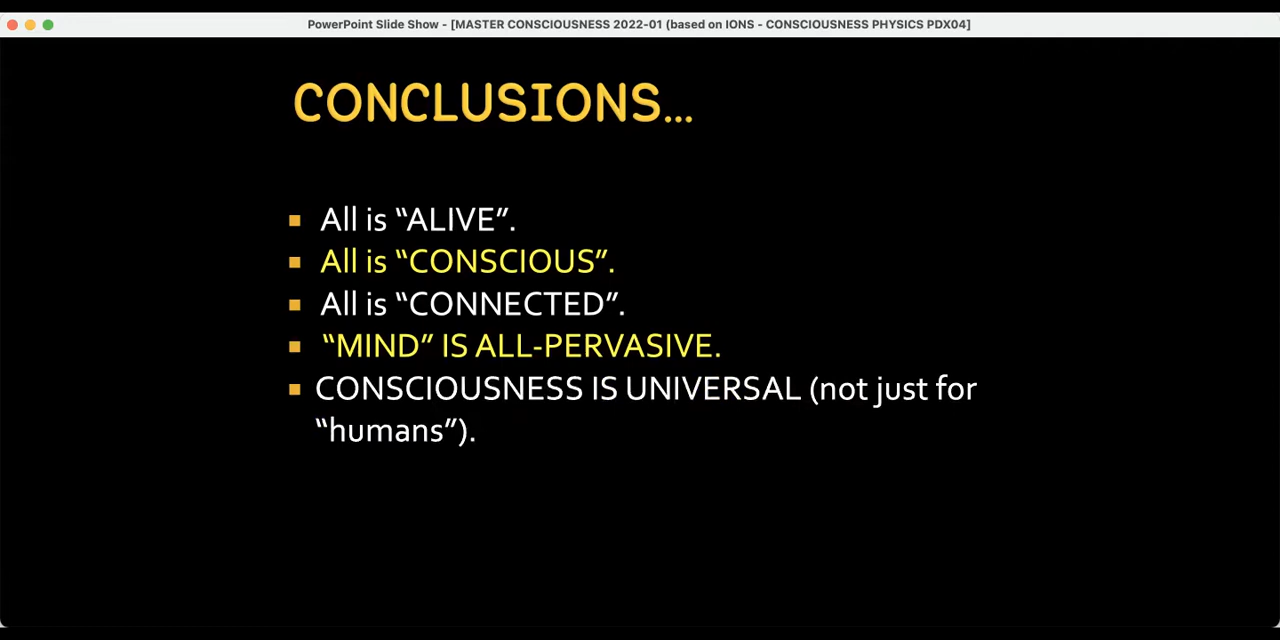 PowerPoint Slide Show - [MASTER CONSCIOUSNESS 2022-01 (based on IONS - CONSCIOUSNESS PHYSICS PDX04]
CONCLUSIONS…
▪ All is “ALIVE”.
▪ All is “CONSCIOUS”.
▪ All is “CONNECTED”.
▪ “MIND” IS ALL-PERVASIVE.
▪ CONSCIOUSNESS IS UNIVERSAL (not just for
“humans”).